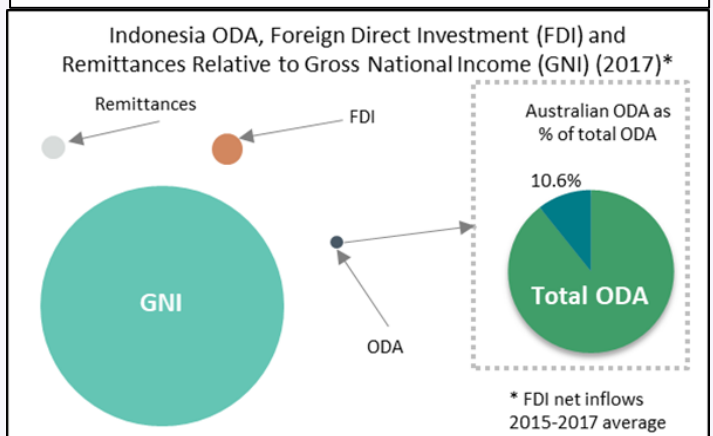 Indonesia ODA, Foreign Direct Investment (FDI) and
Remittances Relative to Gross National Income (GNI) (2017)*
Remittances
FDI
GNI
ODA
Australian ODA as
% of total ODA
10.6%
Total ODA
* FDI net inflows
2015-2017 average